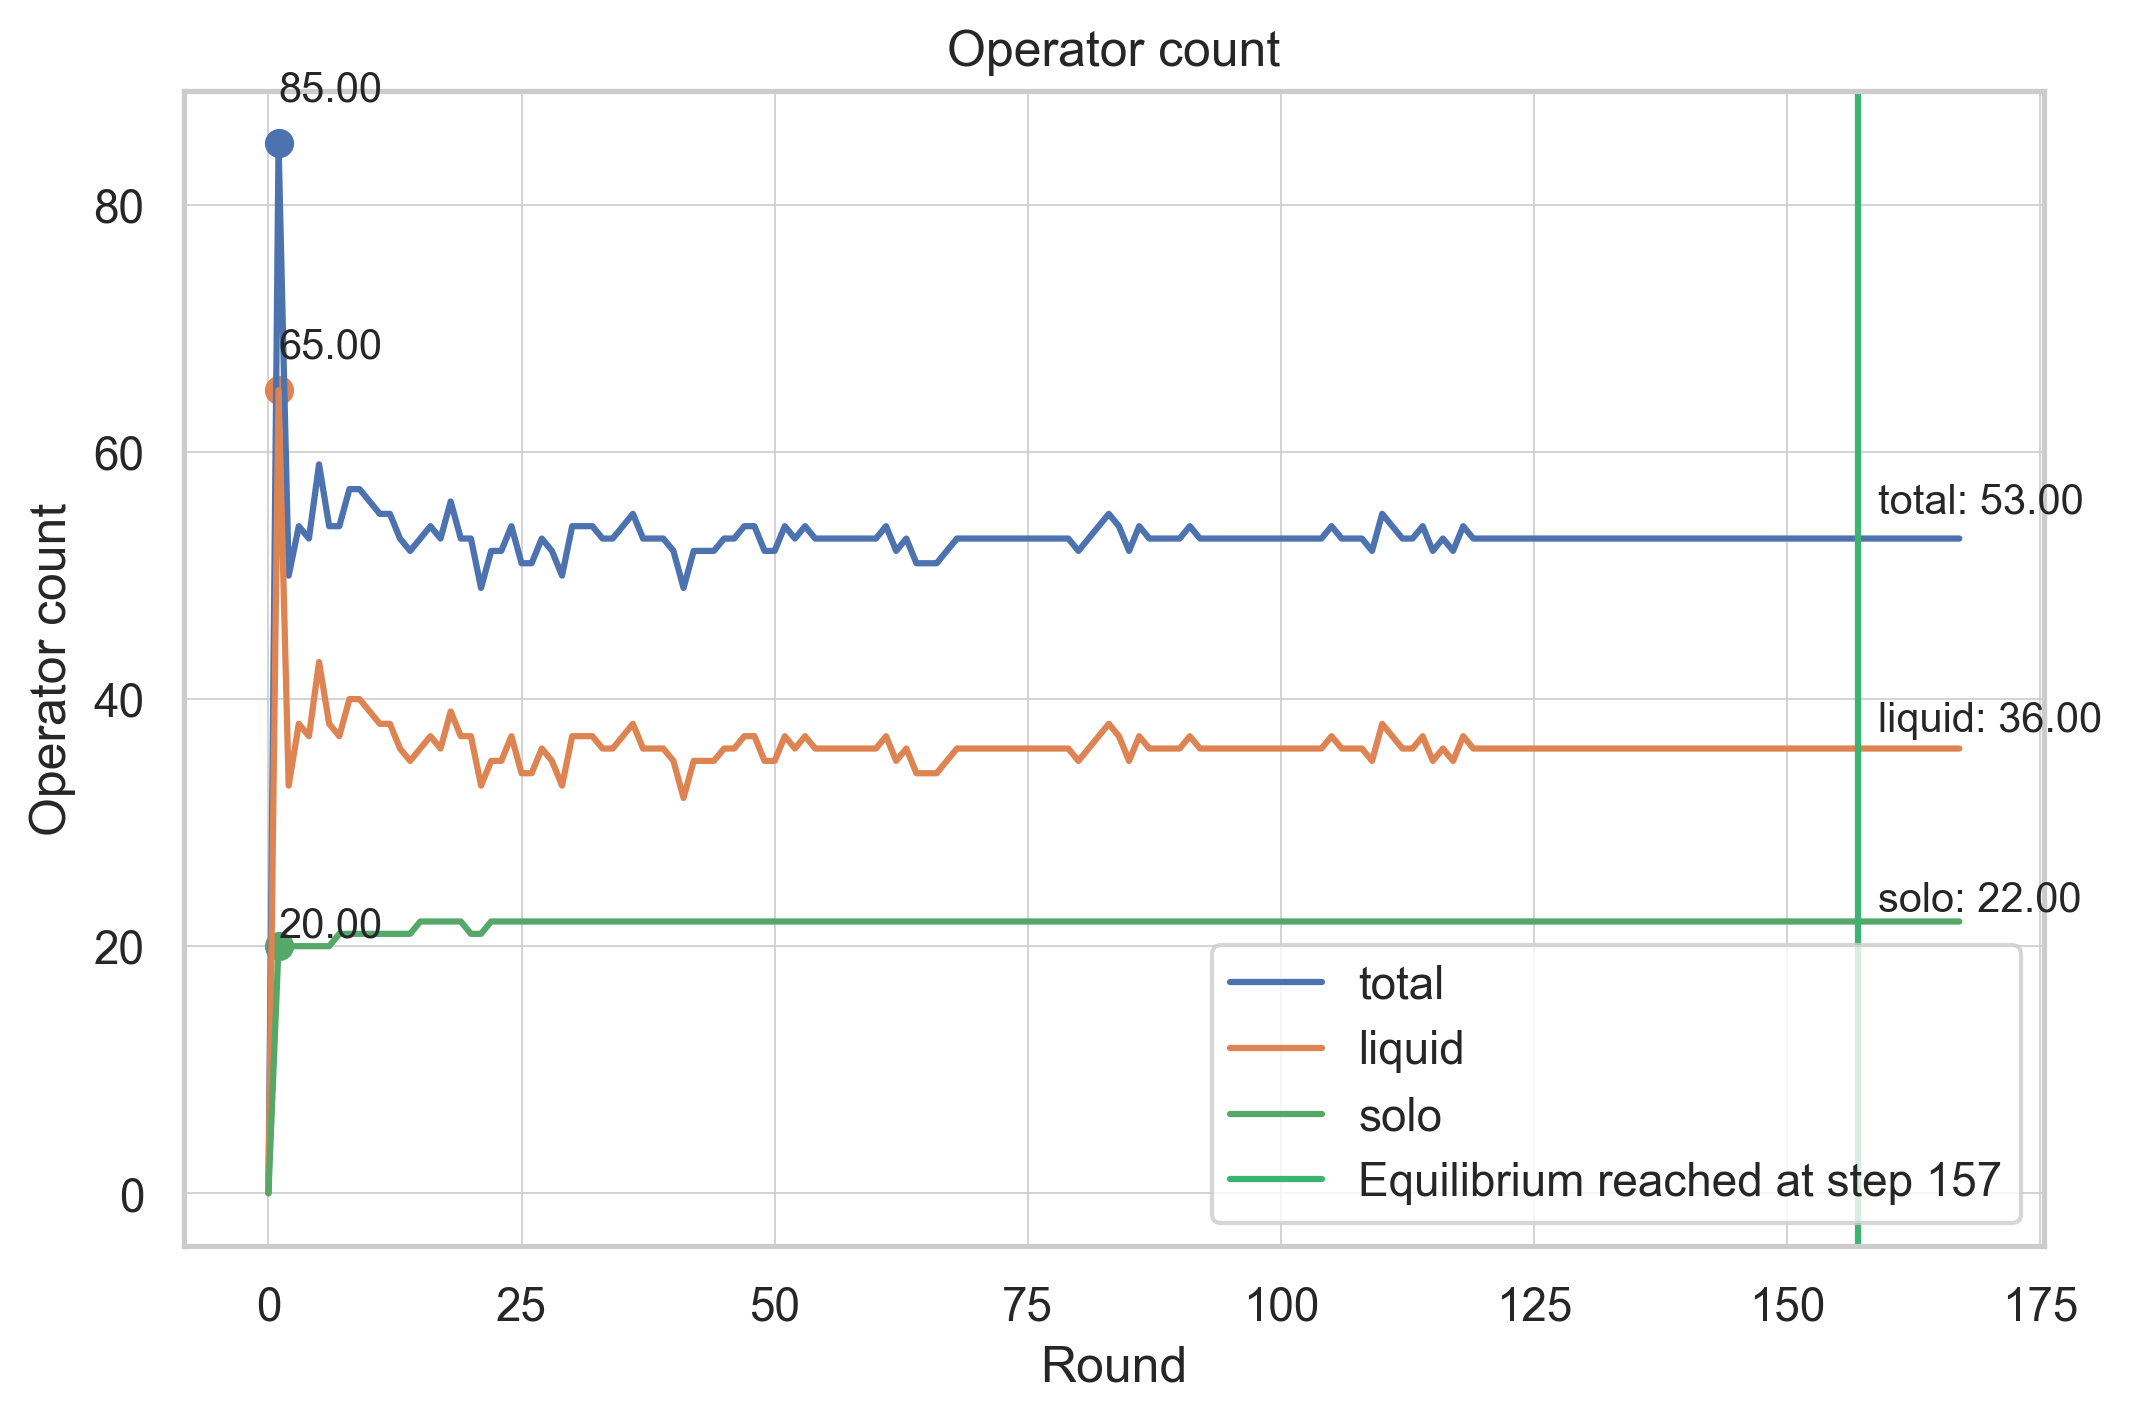 Operator count
85.00
80
65.00
60
total: 53.00
40
liquid: 36.00
solo: 22.00
20.00
20
0
Operator count
total
liquid
solo
Equilibrium reached at step 157
0 25 50 75 100 125 150 175
Round